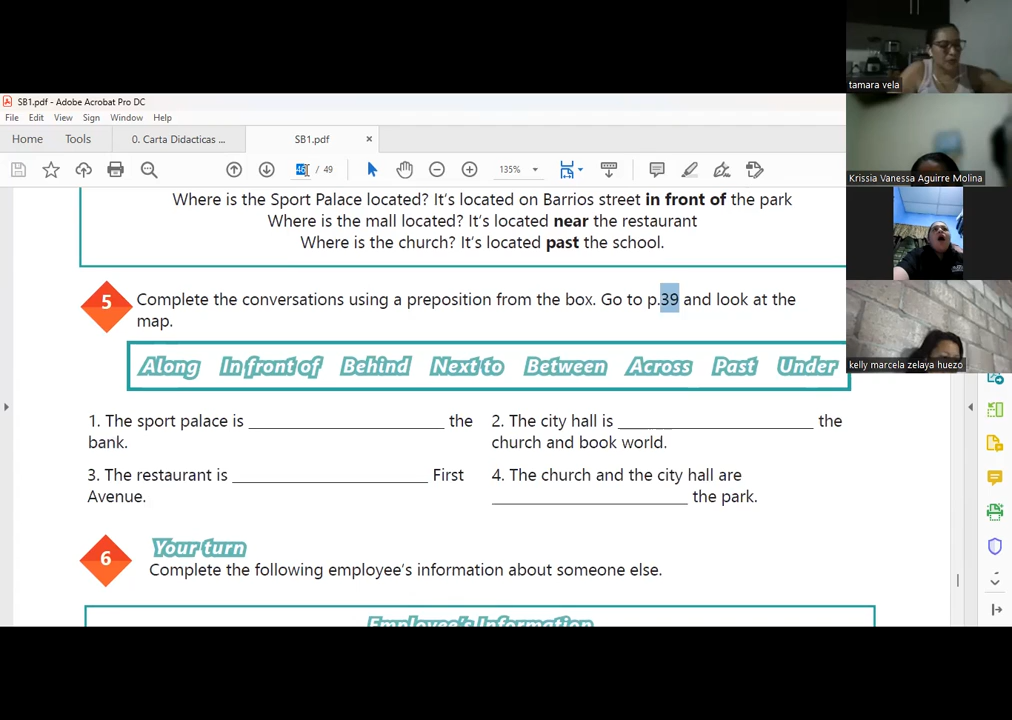 tamara vela
SB1.pdf - Adobe Acrobat Pro DC
File Edit View Sign Window Help
Home Tools 0. Carta Didacticas ... SB1.pdf ×
46 / 49 135%
Krissia Vanessa Aguirre Molina
Where is the Sport Palace located? It's located on Barrios street in front of the park
Where is the mall located? It's located near the restaurant
Where is the church? It's located past the school.
5 Complete the conversations using a preposition from the box. Go to p.39 and look at the
map.
kelly marcela zelaya huezo
Along In front of Behind Next to Between Across Past Under
1. The sport palace is ____________________ the
bank.
2. The city hall is ____________________ the
church and book world.
3. The restaurant is ____________________ First
Avenue.
4. The church and the city hall are
____________________ the park.
6 Your turn
Complete the following employee's information about someone else.
Employee's Information